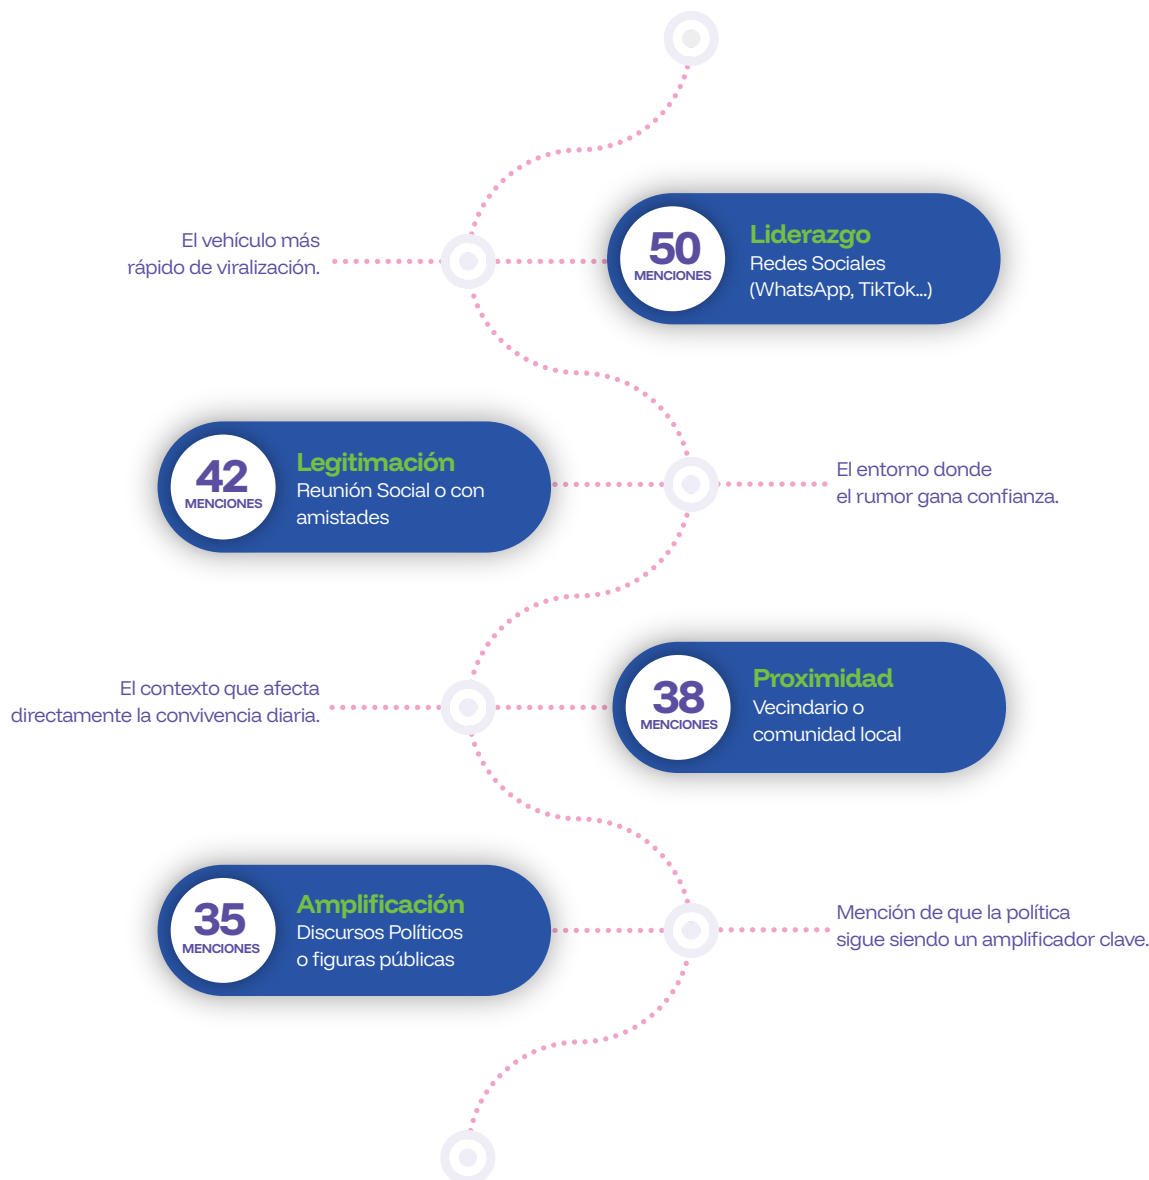 El vehículo más
rápido de viralización.
50
MENCIONES
Liderazgo
Redes Sociales
(WhatsApp, TikTok...)
42
MENCIONES
Legitimación
Reunión Social o con
amistades
El entorno donde
el rumor gana confianza.
El contexto que afecta
directamente la convivencia diaria.
38
MENCIONES
Proximidad
Vecindario o
comunidad local
35
MENCIONES
Amplificación
Discursos Políticos
o figuras públicas
Mención de que la política
sigue siendo un amplificador clave.